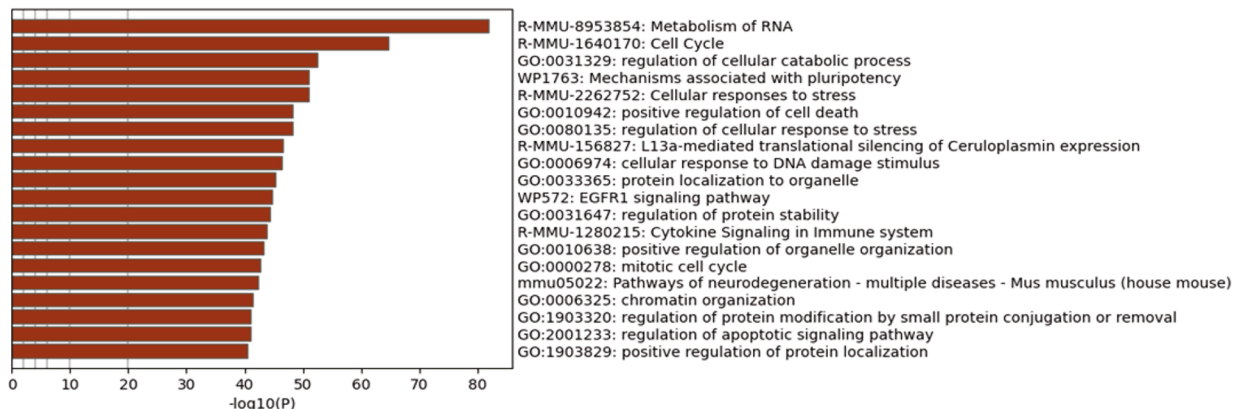 R-MMU-8953854: Metabolism of RNA
R-MMU-1640170: Cell Cycle
GO:0031329: regulation of cellular catabolic process
WP1763: Mechanisms associated with pluripotency
R-MMU-2262752: Cellular responses to stress
GO:0010942: positive regulation of cell death
GO:0080135: regulation of cellular response to stress
R-MMU-156827: L13a-mediated translational silencing of Ceruloplasmin expression
GO:0006974: cellular response to DNA damage stimulus
GO:0033365: protein localization to organelle
WP572: EGFR1 signaling pathway
GO:0031647: regulation of protein stability
R-MMU-1280215: Cytokine Signaling in Immune system
GO:0010638: positive regulation of organelle organization
GO:0000278: mitotic cell cycle
mmu05022: Pathways of neurodegeneration - multiple diseases - Mus musculus (house mouse)
GO:0006325: chromatin organization
GO:1903320: regulation of protein modification by small protein conjugation or removal
GO:2001233: regulation of apoptotic signaling pathway
GO:1903829: positive regulation of protein localization
0 10 20 30 40 50 60 70 80
-log10(P)